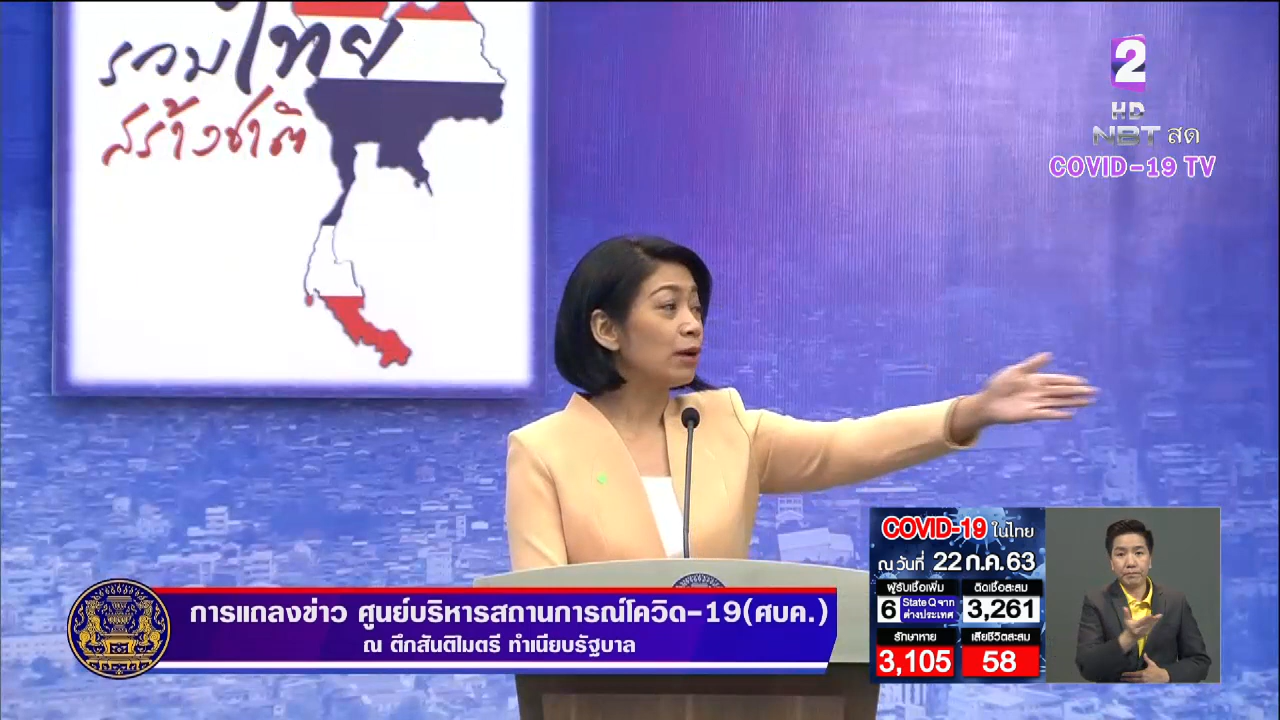 รวมไทย
สร้างชาติ
2
HD
NBT สด
COVID-19 TV
COVID-19 ในไทย
ณ วันที่ 22 ก.ค. 63
ผู้รับเชื้อเพิ่ม
ติดเชื้อสะสม
6 State Q จาก
ต่างประเทศ
3,261
รักษาหาย
เสียชีวิตสะสม
3,105
58
การแถลงข่าว ศูนย์บริหารสถานการณ์โควิด-19(ศบค.)
ณ ตึกสันติไมตรี ทำเนียบรัฐบาล